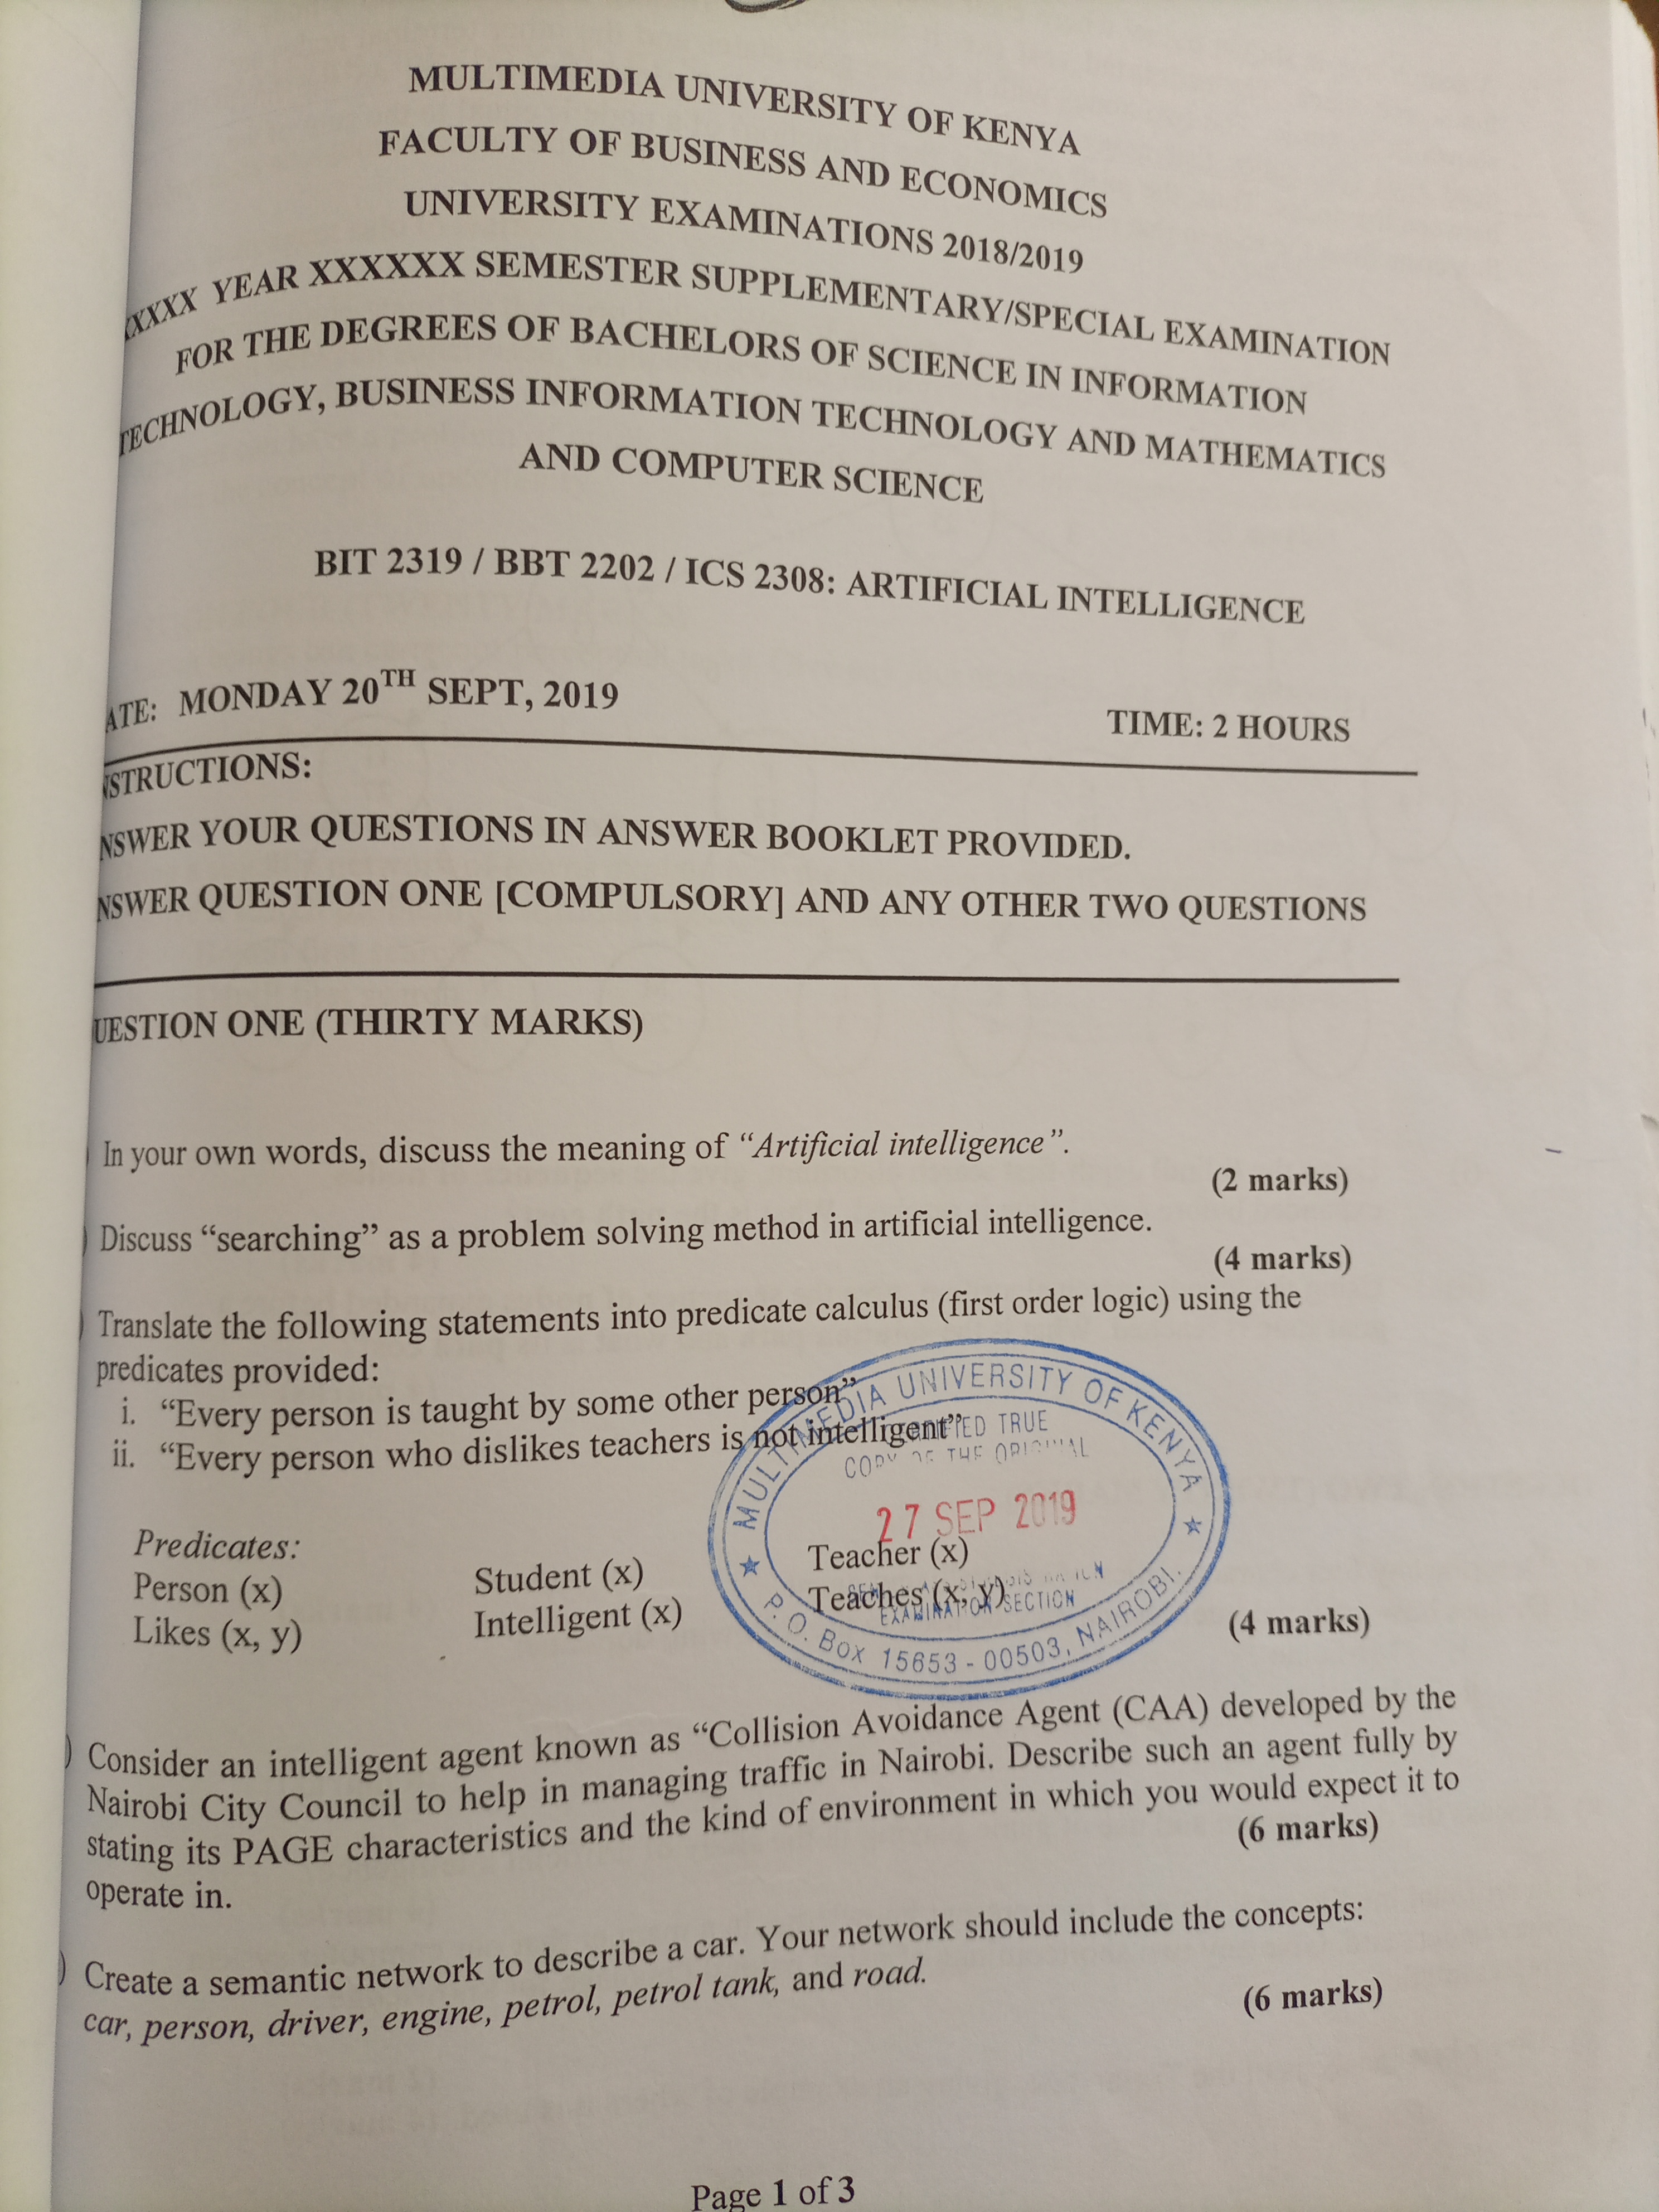 MULTIMEDIA UNIVERSITY OF KENYA
FACULTY OF BUSINESS AND ECONOMICS
UNIVERSITY EXAMINATIONS 2018/2019
XXXX YEAR XXXXXX SEMESTER SUPPLEMENTARY/SPECIAL EXAMINATION
FOR THE DEGREES OF BACHELORS OF SCIENCE IN INFORMATION
TECHNOLOGY, BUSINESS INFORMATION TECHNOLOGY AND MATHEMATICS
AND COMPUTER SCIENCE
BIT 2319 / BBT 2202 / ICS 2308: ARTIFICIAL INTELLIGENCE
ATE: MONDAY 20TH SEPT, 2019
TIME: 2 HOURS
NSTRUCTIONS:
NSWER YOUR QUESTIONS IN ANSWER BOOKLET PROVIDED.
NSWER QUESTION ONE [COMPULSORY] AND ANY OTHER TWO QUESTIONS
UESTION ONE (THIRTY MARKS)
In your own words, discuss the meaning of “Artificial intelligence”.
(2 marks)
) Discuss “searching” as a problem solving method in artificial intelligence.
(4 marks)
) Translate the following statements into predicate calculus (first order logic) using the
predicates provided:
i. “Every person is taught by some other person”
ii. “Every person who dislikes teachers is not intelligent”
Predicates:
Person (x) Student (x) Teacher (x)
Likes (x, y) Intelligent (x) Teaches (x, y)
(4 marks)
MULTIMEDIA UNIVERSITY OF KENYA
TRUE
COPY OF THE ORIGINAL
27 SEP 2019
EXAMINATION SECTION
P. O. Box 15653 - 00503, NAIROBI.
) Consider an intelligent agent known as “Collision Avoidance Agent (CAA) developed by the
Nairobi City Council to help in managing traffic in Nairobi. Describe such an agent fully by
stating its PAGE characteristics and the kind of environment in which you would expect it to
operate in.
(6 marks)
) Create a semantic network to describe a car. Your network should include the concepts:
car, person, driver, engine, petrol, petrol tank, and road.
(6 marks)
Page 1 of 3